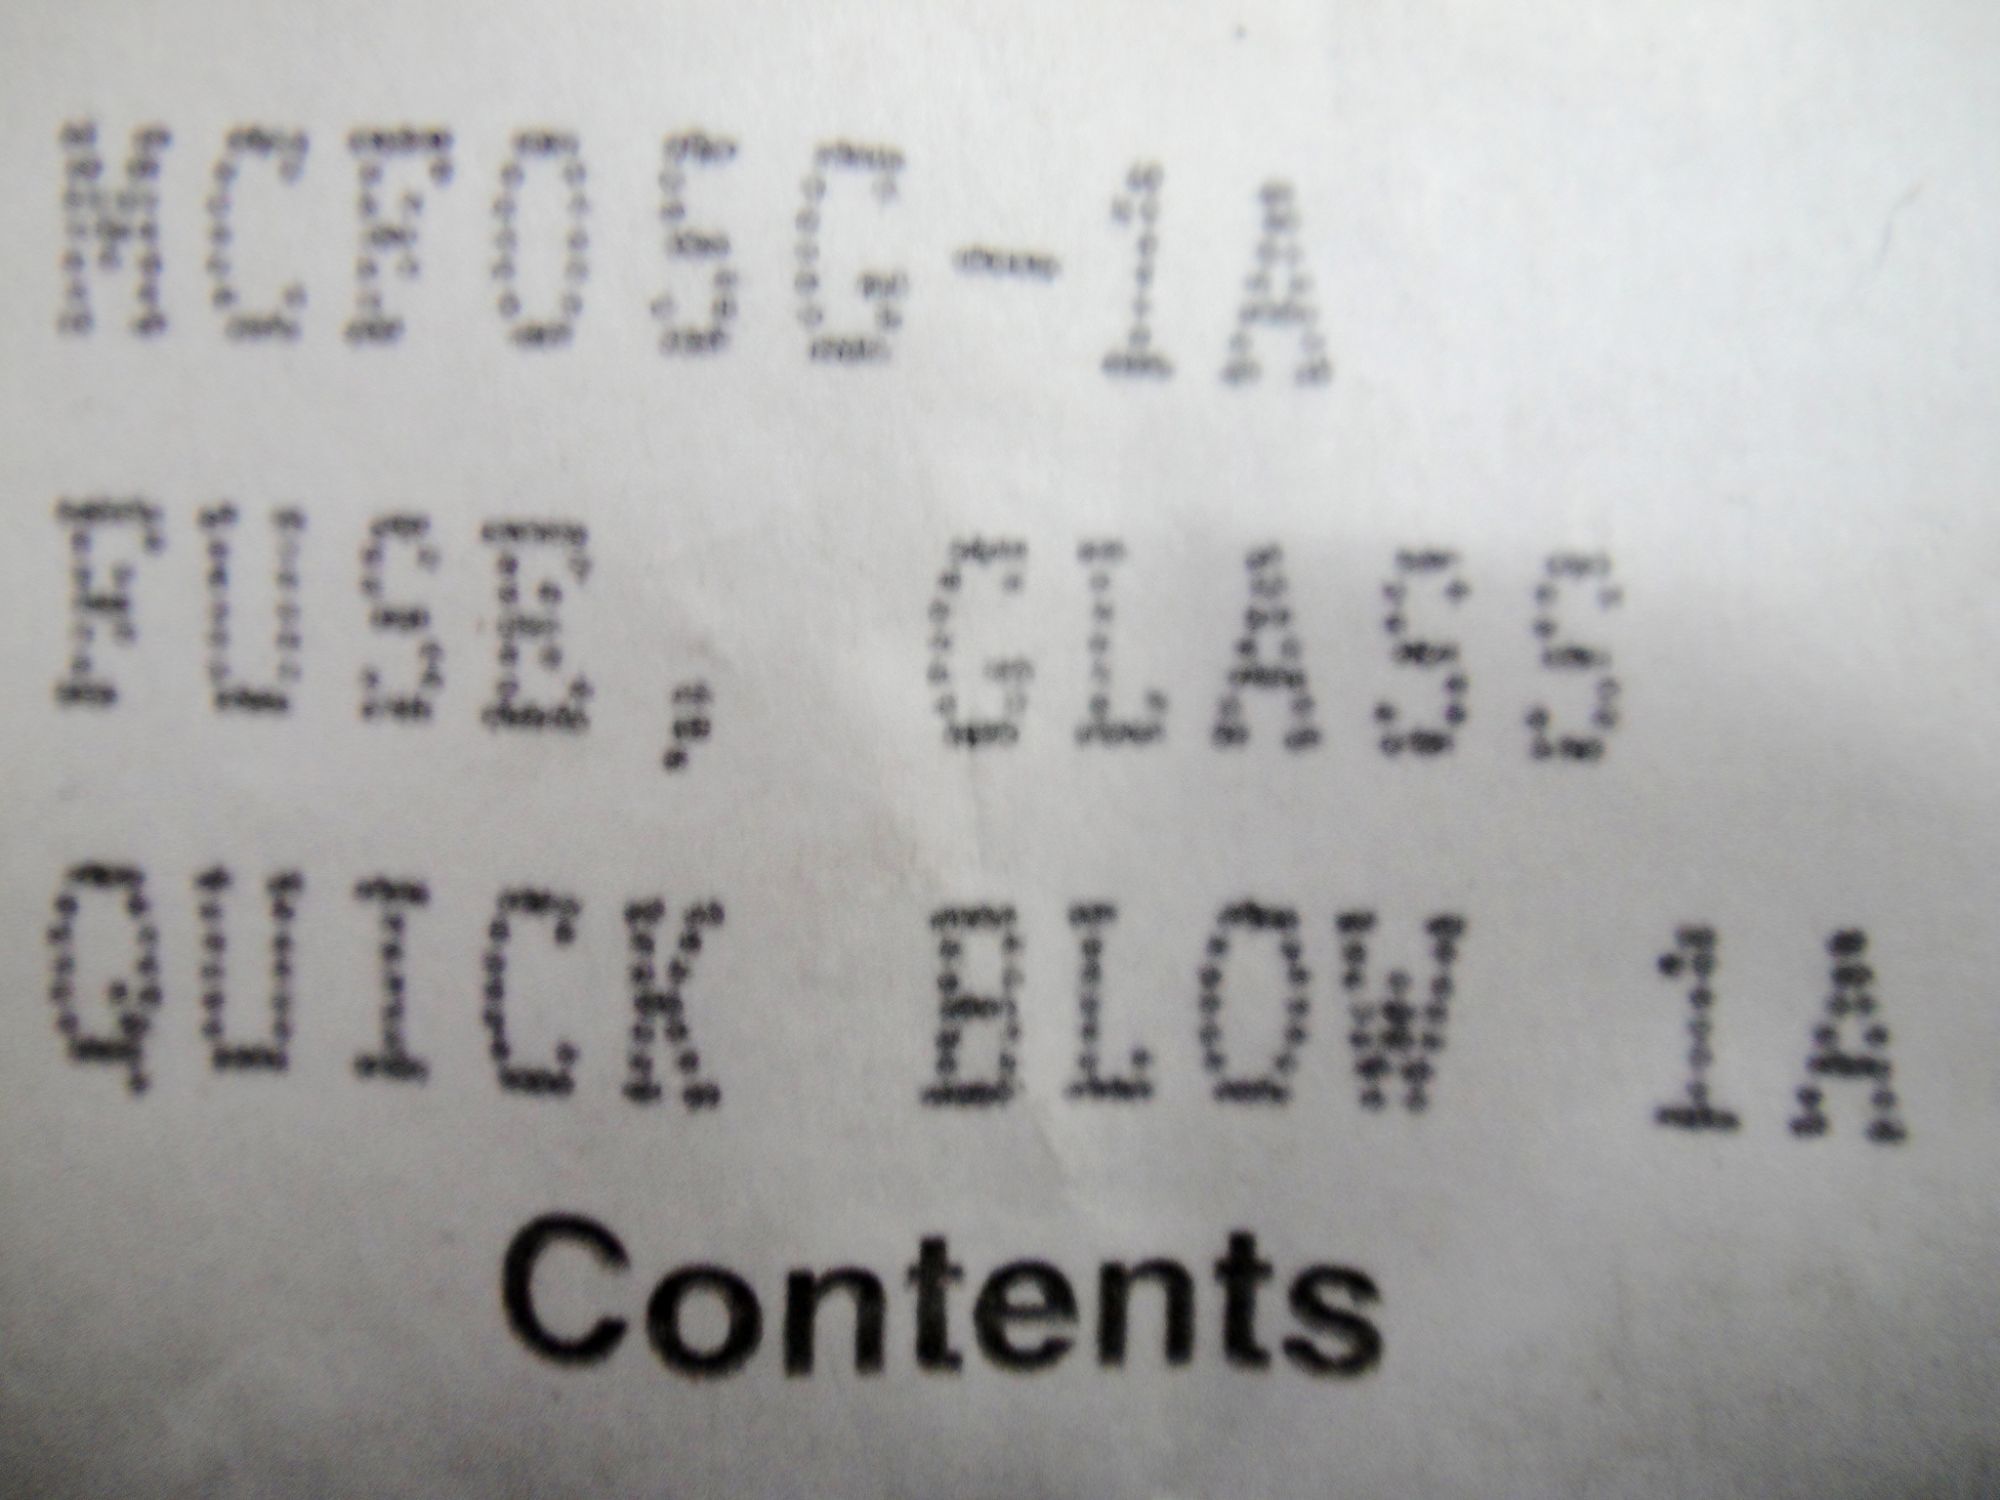 MCF05G-1A
FUSE, GLASS
QUICK BLOW 1A
Contents